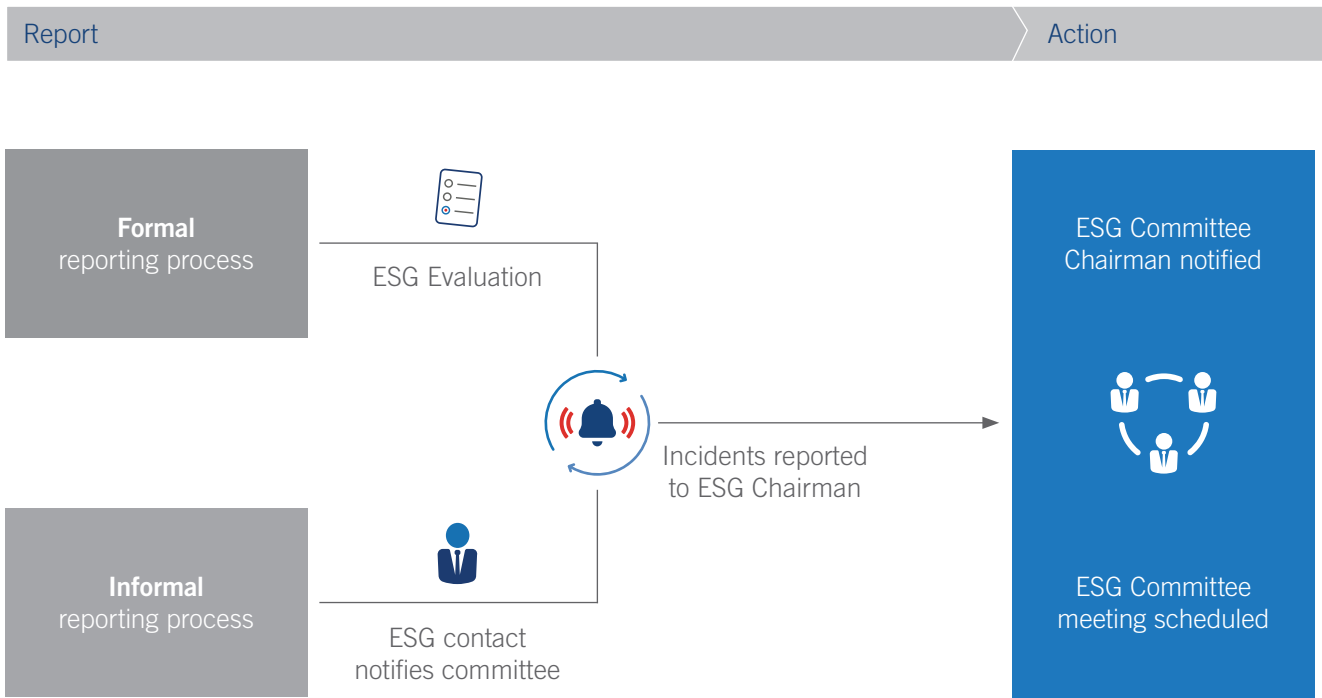 Report
Action
Formal
reporting process
ESG Evaluation
ESG Committee
Chairman notified
Incidents reported
to ESG Chairman
Informal
reporting process
ESG contact
notifies committee
ESG Committee
meeting scheduled